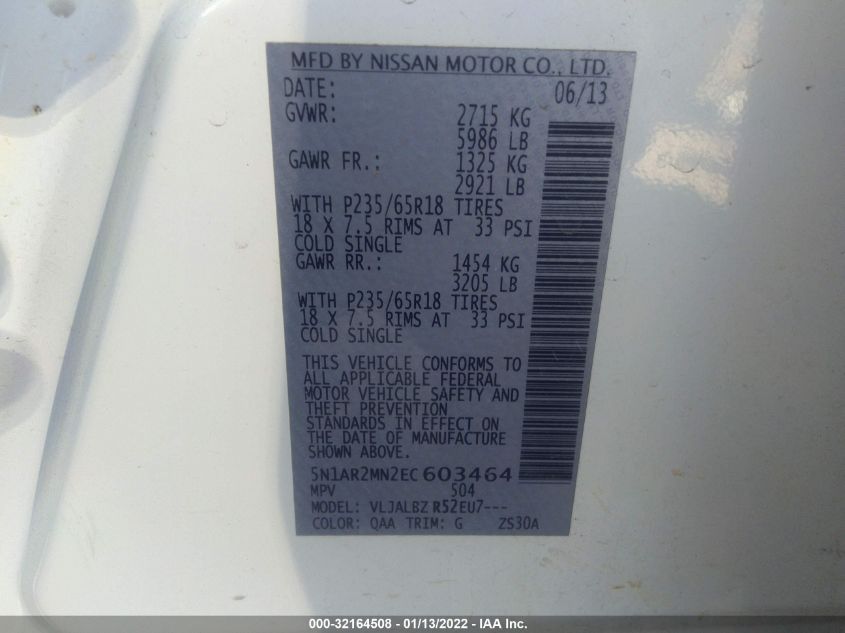 MFD BY NISSAN MOTOR CO., LTD.
DATE: 06/13
GVWR: 2715 KG
5986 LB
GAWR FR.: 1325 KG
2921 LB
WITH P235/65R18 TIRES
18 X 7.5 RIMS AT 33 PSI
COLD SINGLE
GAWR RR.: 1454 KG
3205 LB
WITH P235/65R18 TIRES
18 X 7.5 RIMS AT 33 PSI
COLD SINGLE
THIS VEHICLE CONFORMS TO
ALL APPLICABLE FEDERAL
MOTOR VEHICLE SAFETY AND
THEFT PREVENTION
STANDARDS IN EFFECT ON
THE DATE OF MANUFACTURE
SHOWN ABOVE.
5N1AR2MN2EC603464
MPV 504
MODEL: VLJALBZ R52EU7---
COLOR: QAA TRIM: G ZS30A
000-32164508 - 01/13/2022 - IAA Inc.